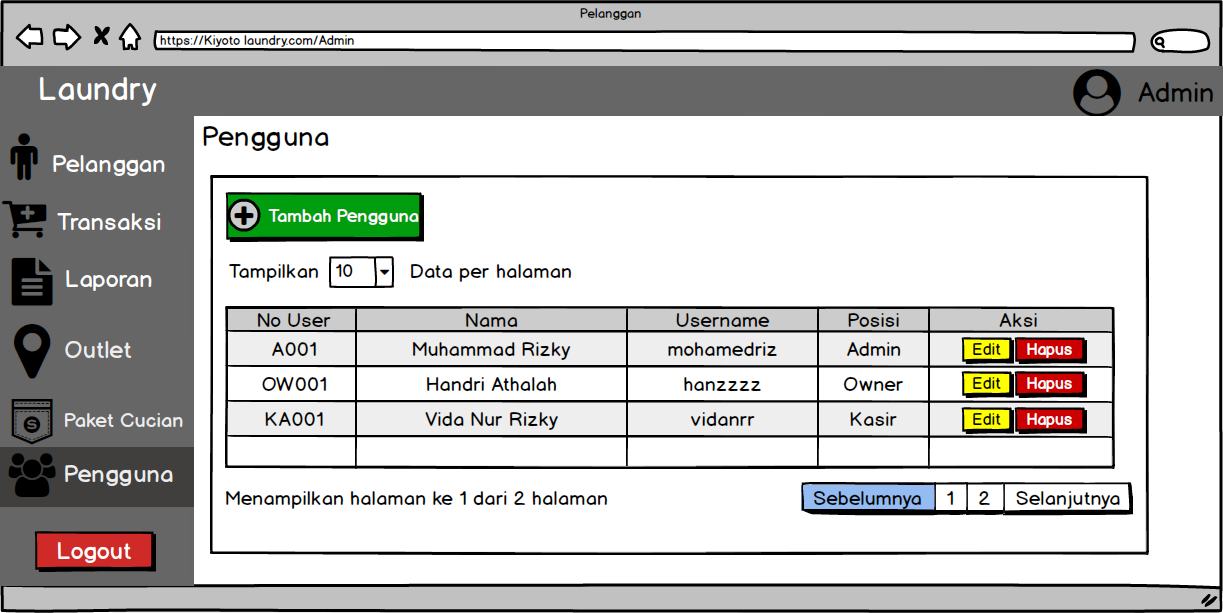 Pelanggan
https://Kiyoto laundry.com/Admin
Laundry
Admin
Pelanggan
Transaksi
Laporan
Outlet
Paket Cucian
Pengguna
Logout
Pengguna
Tambah Pengguna
Tampilkan 10 Data per halaman
No User Nama Username Posisi Aksi
A001 Muhammad Rizky mohamedriz Admin Edit Hapus
OW001 Handri Athalah hanzzzz Owner Edit Hapus
KA001 Vida Nur Rizky vidanrr Kasir Edit Hapus
Menampilkan halaman ke 1 dari 2 halaman
Sebelumnya 1 2 Selanjutnya